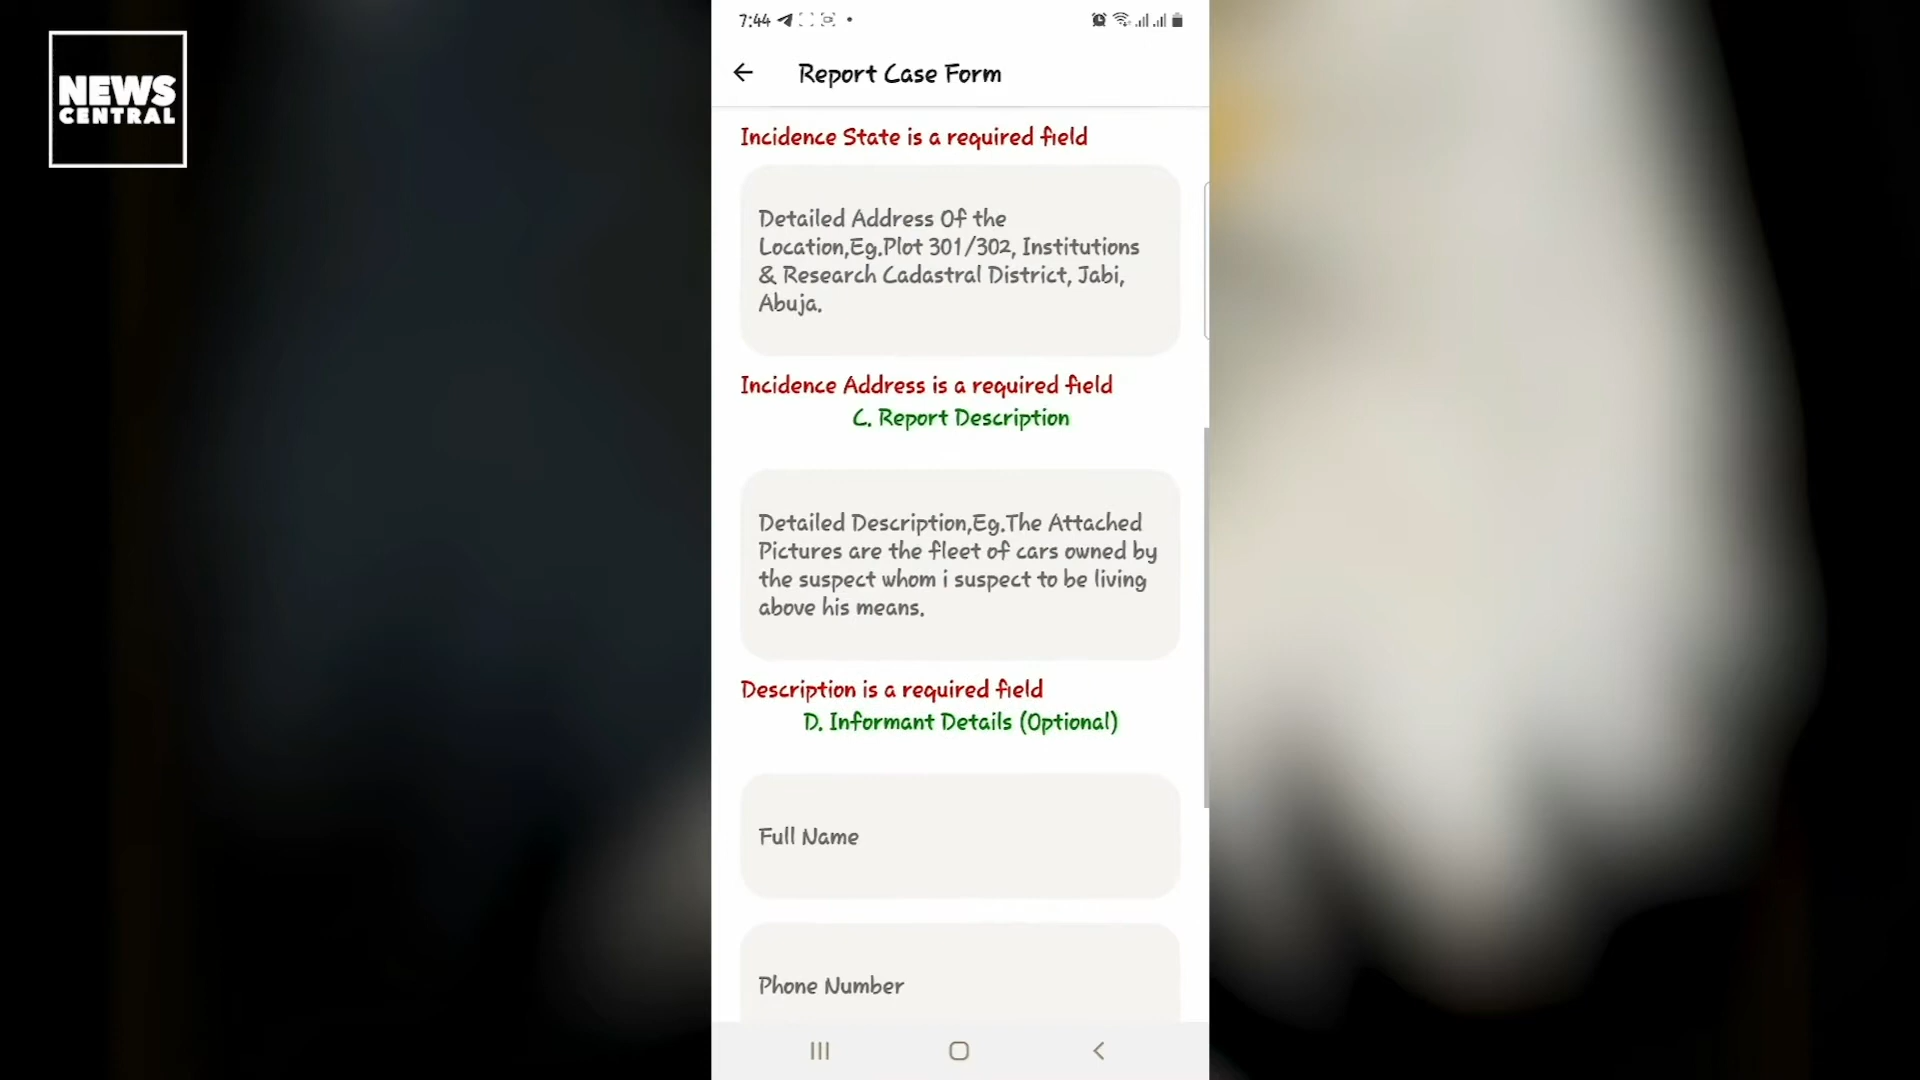 NEWS
CENTRAL
7:44
Report Case Form
Incidence State is a required field
Detailed Address Of the
Location,Eg.Plot 301/302, Institutions
& Research Cadastral District, Jabi,
Abuja.
Incidence Address is a required field
C. Report Description
Detailed Description,Eg.The Attached
Pictures are the fleet of cars owned by
the suspect whom i suspect to be living
above his means.
Description is a required field
D. Informant Details (Optional)
Full Name
Phone Number